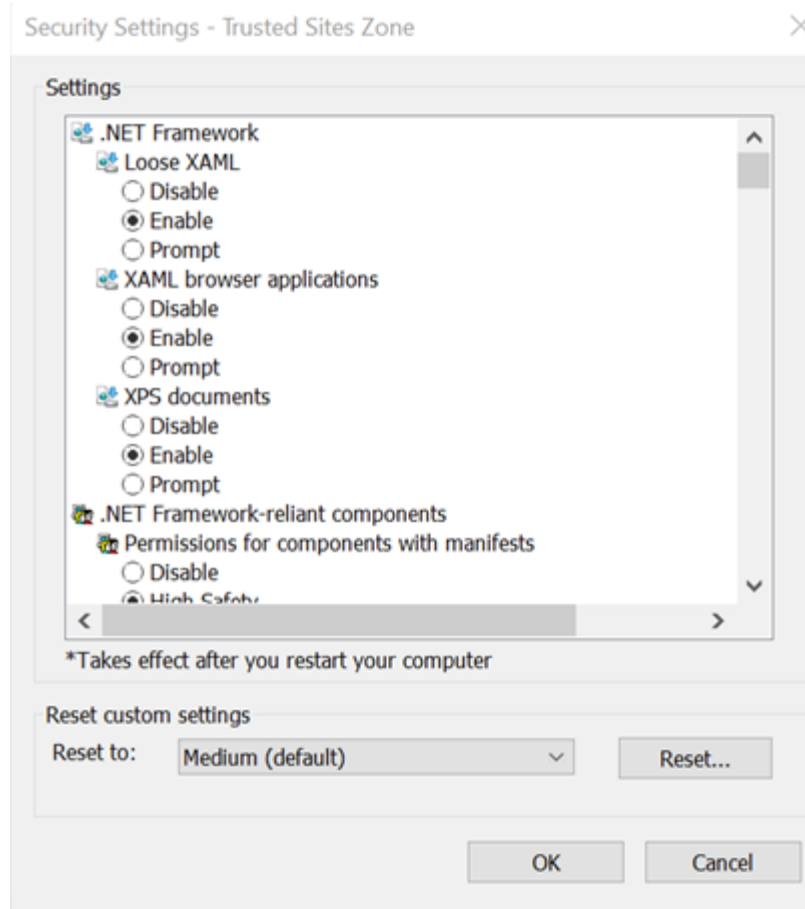 Security Settings - Trusted Sites Zone
Settings
.NET Framework
Loose XAML
Disable
Enable
Prompt
XAML browser applications
Disable
Enable
Prompt
XPS documents
Disable
Enable
Prompt
.NET Framework-reliant components
Permissions for components with manifests
Disable
High Safety
*Takes effect after you restart your computer
Reset custom settings
Reset to: Medium (default) Reset...
OK Cancel